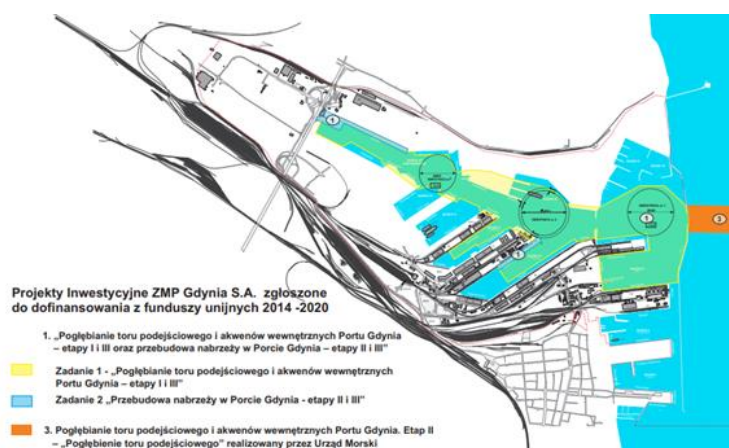 Projekty Inwestycyjne ZMP Gdynia S.A. zgłoszone
do dofinansowania z funduszy unijnych 2014 -2020
1. „Pogłębianie toru podejściowego i akwenów wewnętrznych Portu Gdynia
– etapy I i III oraz przebudowa nabrzeży w Porcie Gdynia – etapy II i III”
Zadanie 1 - „Pogłębianie toru podejściowego i akwenów wewnętrznych
Portu Gdynia – etapy I i III”
Zadanie 2 „Przebudowa nabrzeży w Porcie Gdynia - etapy II i III”
3. Pogłębianie toru podejściowego i akwenów wewnętrznych Portu Gdynia. Etap II
– „Pogłębienie toru podejściowego” realizowany przez Urząd Morski
3